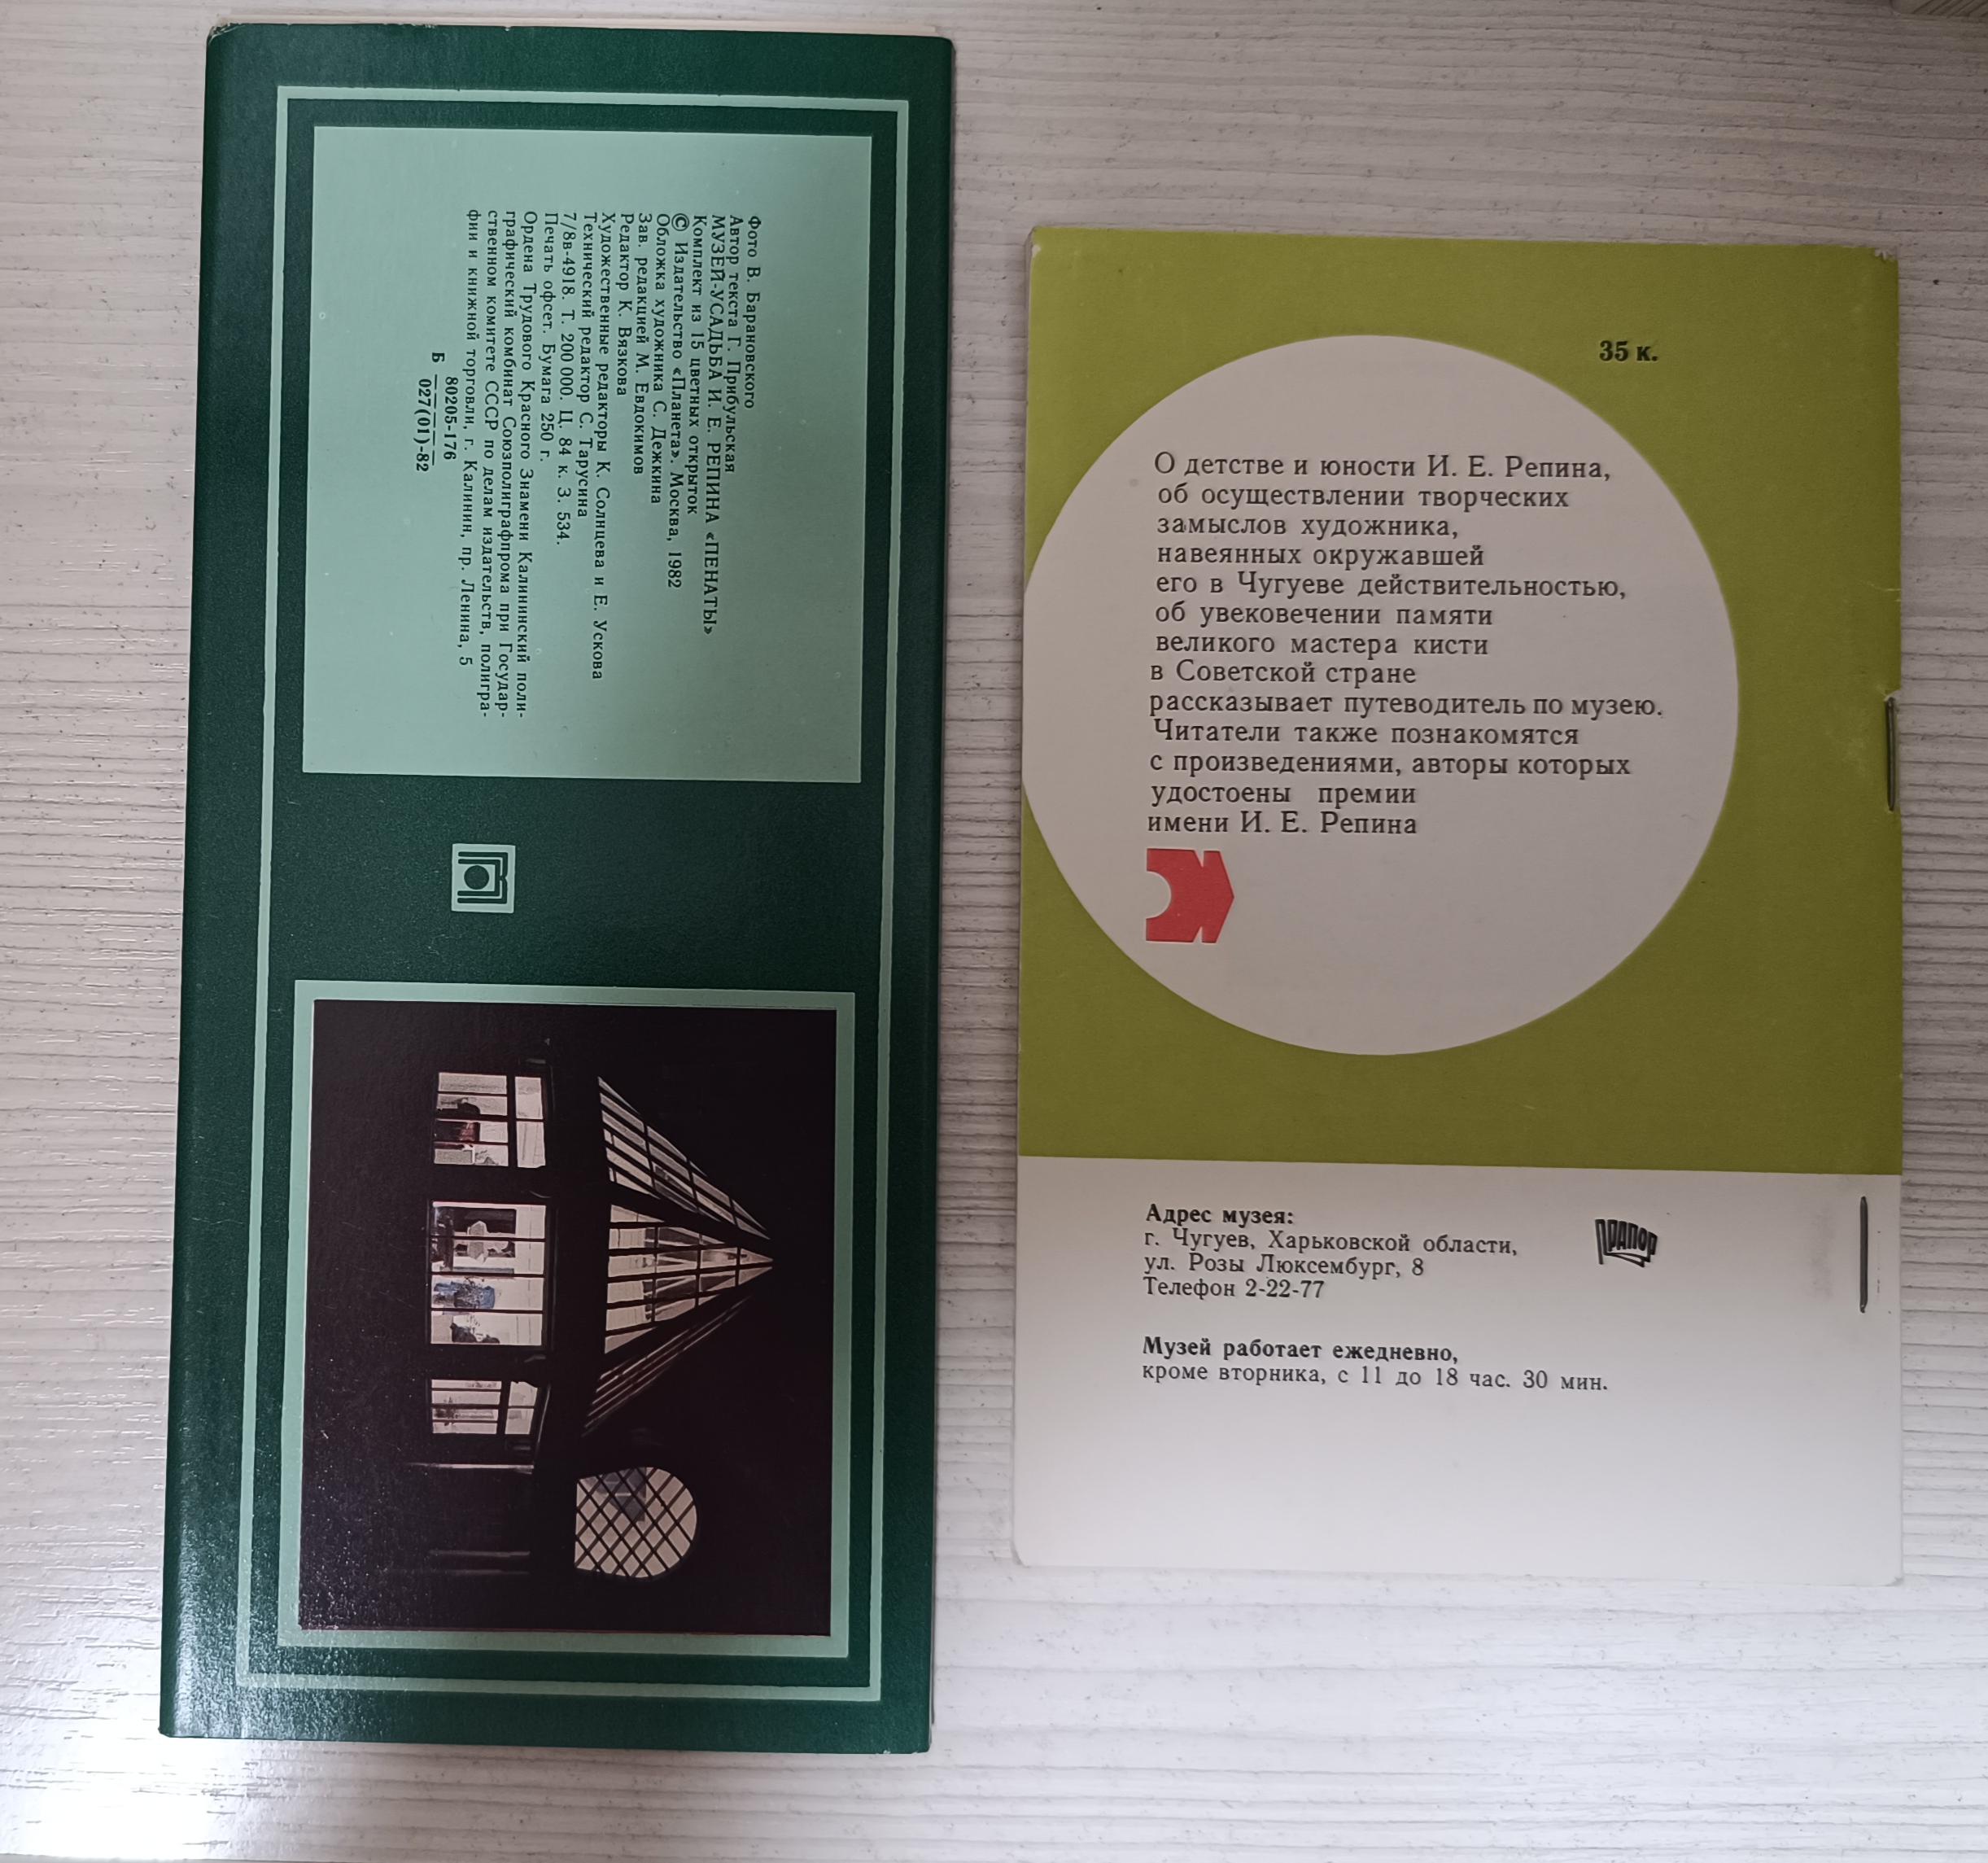 Фото В. Барановского
Автор текста Г. Прибульская
МУЗЕЙ-УСАДЬБА И. Е. РЕПИНА «ПЕНАТЫ»
Комплект из 15 цветных открыток
© Издательство «Планета». Москва, 1982
Обложка художника С. Дежкина
Зав. редакцией М. Евдокимов
Редактор К. Вязкова
Художественные редакторы К. Солнцева и Е. Ускова
Технический редактор С. Тарусина
7/8в-4918. Т. 200 000. Ц. 84 к. З. 534.
Печать офсет. Бумага 250 г.
Ордена Трудового Красного Знамени Калининский поли-
графический комбинат Союзполиграфпрома при Государ-
ственном комитете СССР по делам издательств, полигра-
фии и книжной торговли, г. Калинин, пр. Ленина, 5
80205-176
Б
027(01)-82
35 к.
О детстве и юности И. Е. Репина,
об осуществлении творческих
замыслов художника,
навеянных окружавшей
его в Чугуеве действительностью,
об увековечении памяти
великого мастера кисти
в Советской стране
рассказывает путеводитель по музею.
Читатели также познакомятся
с произведениями, авторы которых
удостоены премии
имени И. Е. Репина
Адрес музея:
г. Чугуев, Харьковской области,
ул. Розы Люксембург, 8
Телефон 2-22-77
ПРАПОР
Музей работает ежедневно,
кроме вторника, с 11 до 18 час. 30 мин.